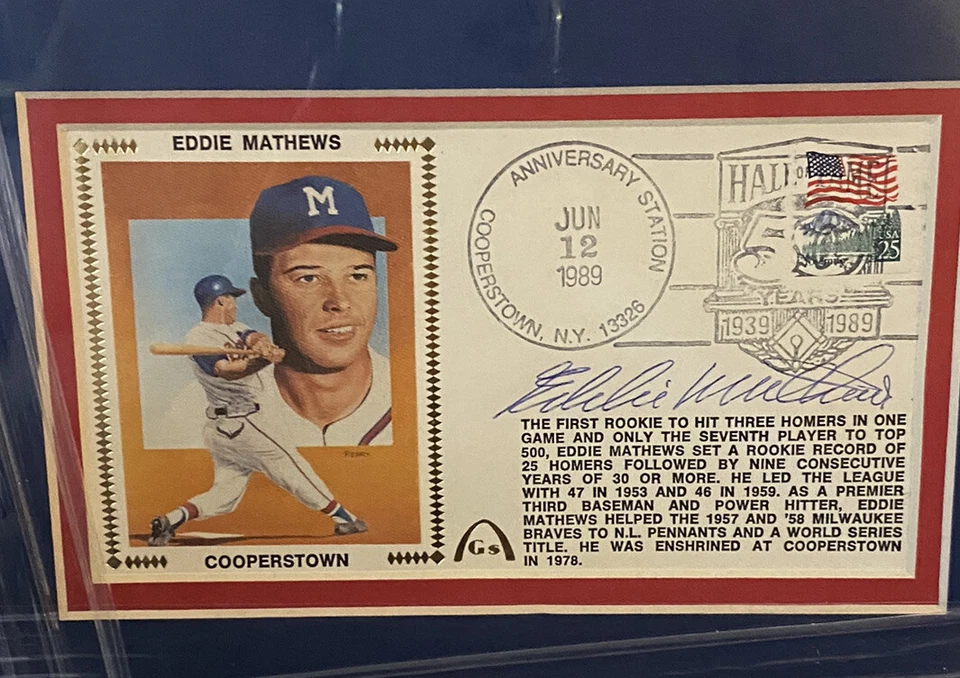 EDDIE MATHEWS
M
PERRY
COOPERSTOWN
Gs
ANNIVERSARY STATION
JUN
12
1989
COOPERSTOWN, N.Y. 13326
HALL OF FAME
USA
25
YEARS
1939 1989
Eddie Mathews
THE FIRST ROOKIE TO HIT THREE HOMERS IN ONE
GAME AND ONLY THE SEVENTH PLAYER TO TOP
500, EDDIE MATHEWS SET A ROOKIE RECORD OF
25 HOMERS FOLLOWED BY NINE CONSECUTIVE
YEARS OF 30 OR MORE. HE LED THE LEAGUE
WITH 47 IN 1953 AND 46 IN 1959. AS A PREMIER
THIRD BASEMAN AND POWER HITTER, EDDIE
MATHEWS HELPED THE 1957 AND '58 MILWAUKEE
BRAVES TO N.L. PENNANTS AND A WORLD SERIES
TITLE. HE WAS ENSHRINED AT COOPERSTOWN
IN 1978.